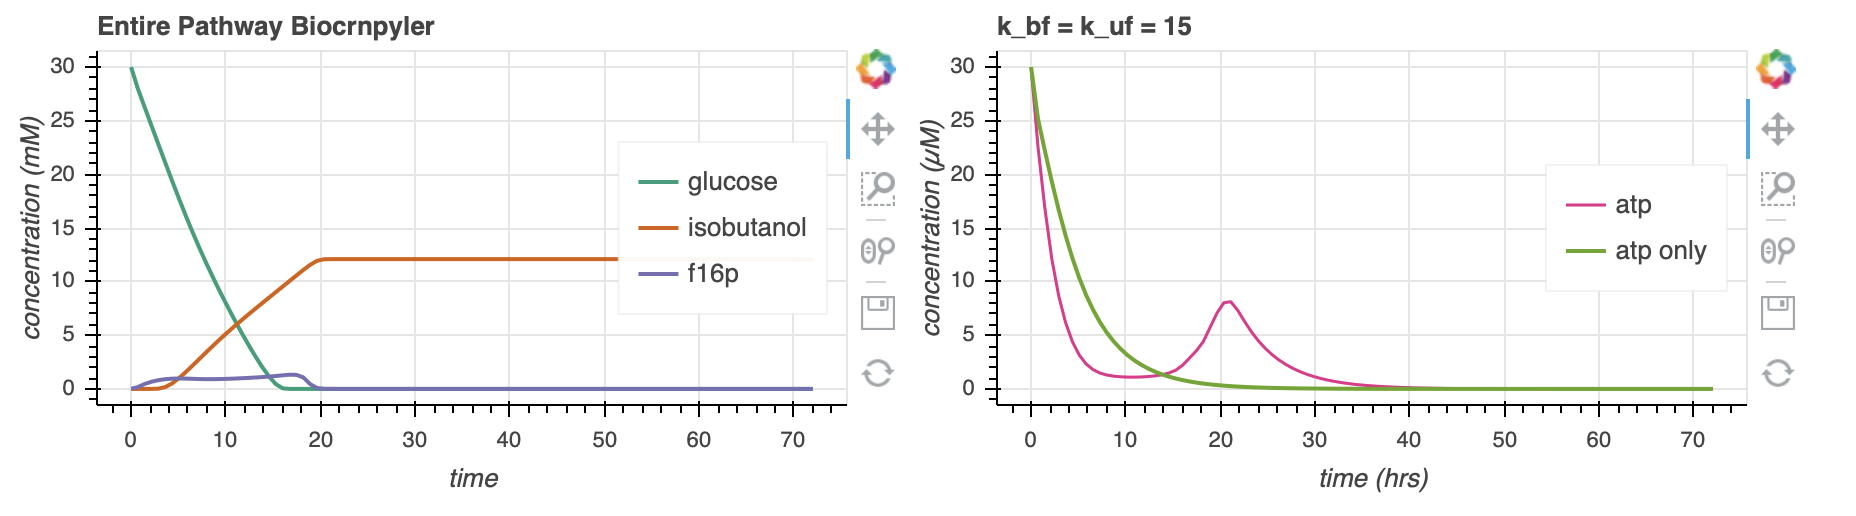 Entire Pathway Biocrnpyler
concentration (mM)
30
25
20
15
10
5
0
0 10 20 30 40 50 60 70
time
glucose
isobutanol
f16p
k_bf = k_uf = 15
concentration (μM)
30
25
20
15
10
5
0
0 10 20 30 40 50 60 70
time (hrs)
atp
atp only